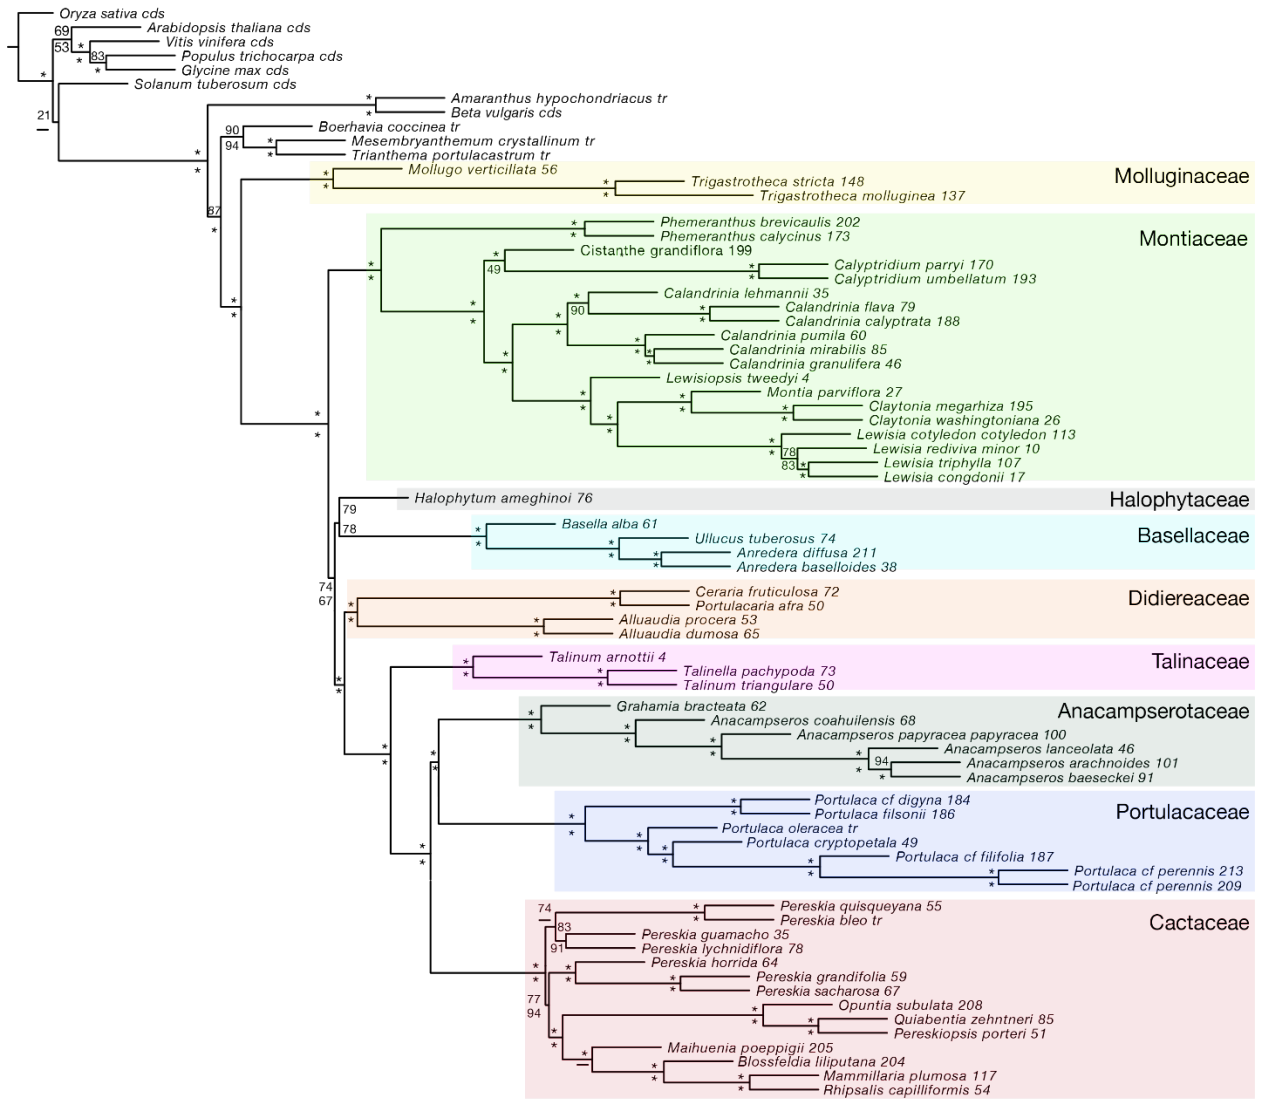 Oryza sativa cds
69
Arabidopsis thaliana cds
53
*
Vitis vinifera cds
83
Populus trichocarpa cds
*
*
Glycine max cds
*
Solanum tuberosum cds
21
*
Amaranthus hypochondriacus tr
*
Beta vulgaris cds
90
Boerhavia coccinea tr
94
*
Mesembryanthemum crystallinum tr
*
*
Trianthema portulacastrum tr
*
Mollugo verticillata 56
Molluginaceae
*
*
*
Trigastrotheca stricta 148
*
Trigastrotheca molluginea 137
87
*
*
Phemeranthus brevicaulis 202
*
Phemeranthus calycinus 173
Montiaceae
*
Cistanthe grandiflora 199
*
*
49
*
Calyptridium parryi 170
*
Calyptridium umbellatum 193
*
*
*
*
*
Calandrinia lehmannii 35
90
*
Calandrinia flava 79
*
Calandrinia calyptrata 188
*
*
*
Calandrinia pumila 60
*
*
Calandrinia mirabilis 85
*
Calandrinia granulifera 46
*
*
Lewisiopsis tweedyi 4
*
*
*
Montia parviflora 27
*
*
Claytonia megarhiza 195
*
Claytonia washingtoniana 26
*
*
*
Lewisia cotyledon cotyledon 113
*
78
Lewisia rediviva minor 10
83
*
Lewisia triphylla 107
*
Lewisia congdonii 17
*
*
Halophytum ameghinoi 76
Halophytaceae
79
78
*
Basella alba 61
Basellaceae
*
*
Ullucus tuberosus 74
*
*
Anredera diffusa 211
*
Anredera baselloides 38
74
67
*
Ceraria fruticulosa 72
Didiereaceae
*
Portulacaria afra 50
*
*
*
Alluaudia procera 53
*
Alluaudia dumosa 65
*
Talinum arnottii 4
Talinaceae
*
*
Talinella pachypoda 73
*
Talinum triangulare 50
*
*
*
Grahamia bracteata 62
Anacampserotaceae
*
*
Anacampseros coahuilensis 68
*
*
Anacampseros papyracea papyracea 100
*
*
Anacampseros lanceolata 46
*
94
Anacampseros arachnoides 101
*
Anacampseros baeseckei 91
*
*
*
*
*
Portulaca cf digyna 184
Portulacaceae
*
Portulaca filsonii 186
*
*
*
Portulaca oleracea tr
*
*
Portulaca cryptopetala 49
*
*
Portulaca cf filifolia 187
*
*
Portulaca cf perennis 213
*
Portulaca cf perennis 209
*
*
74
*
Pereskia quisqueyana 55
Cactaceae
*
Pereskia bleo tr
83
Pereskia guamacho 35
91
Pereskia lychnidiflora 78
*
*
*
Pereskia horrida 64
*
*
Pereskia grandifolia 59
*
Pereskia sacharosa 67
77
94
*
Opuntia subulata 208
*
*
Quiabentia zehntneri 85
*
Pereskiopsis porteri 51
*
*
*
Maihuenia poeppigii 205
*
Blossfeldia liliputana 204
*
*
Mammillaria plumosa 117
*
Rhipsalis capilliformis 54